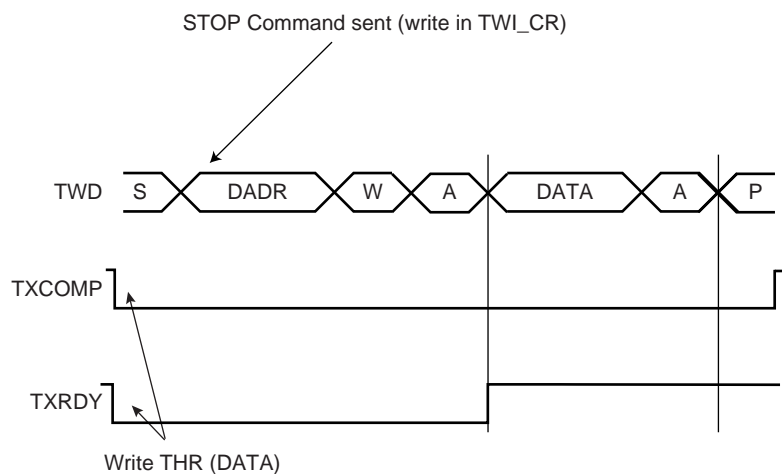 STOP Command sent (write in TWI_CR)
TWD S DADR W A DATA A P
TXCOMP
TXRDY
Write THR (DATA)